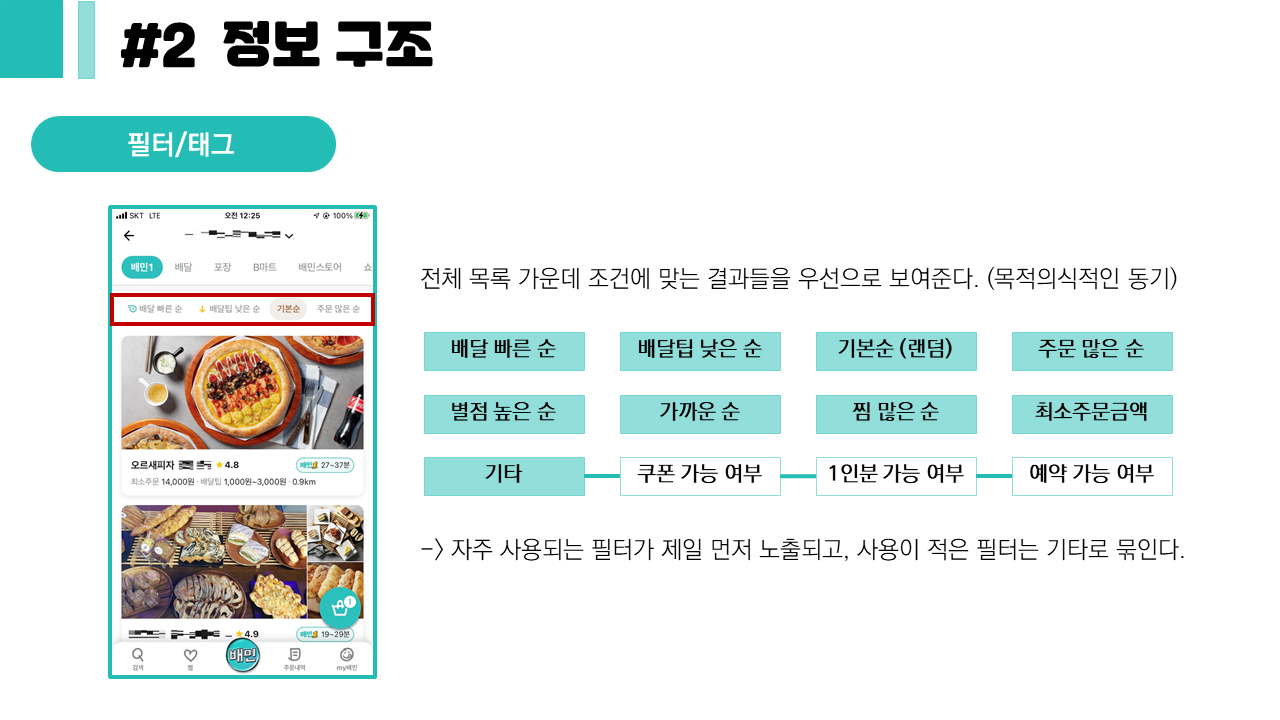 #2 정보 구조
필터/태그
SKT LTE 오전 12:25 100%
배민1 배달 포장 B마트 배민스토어 쇼
배달 빠른 순 배달팁 낮은 순 기본순 주문 많은 순
오르새피자 4.8 배민1 27~37분
최소주문 14,000원 · 배달팁 1,000원~3,000원 · 0.9km
1
4.9 배민1 19~29분
배민
검색 찜 주문내역 my배민
전체 목록 가운데 조건에 맞는 결과들을 우선으로 보여준다. (목적의식적인 동기)
배달 빠른 순 배달팁 낮은 순 기본순 (랜덤) 주문 많은 순
별점 높은 순 가까운 순 찜 많은 순 최소주문금액
기타 쿠폰 가능 여부 1인분 가능 여부 예약 가능 여부
-> 자주 사용되는 필터가 제일 먼저 노출되고, 사용이 적은 필터는 기타로 묶인다.